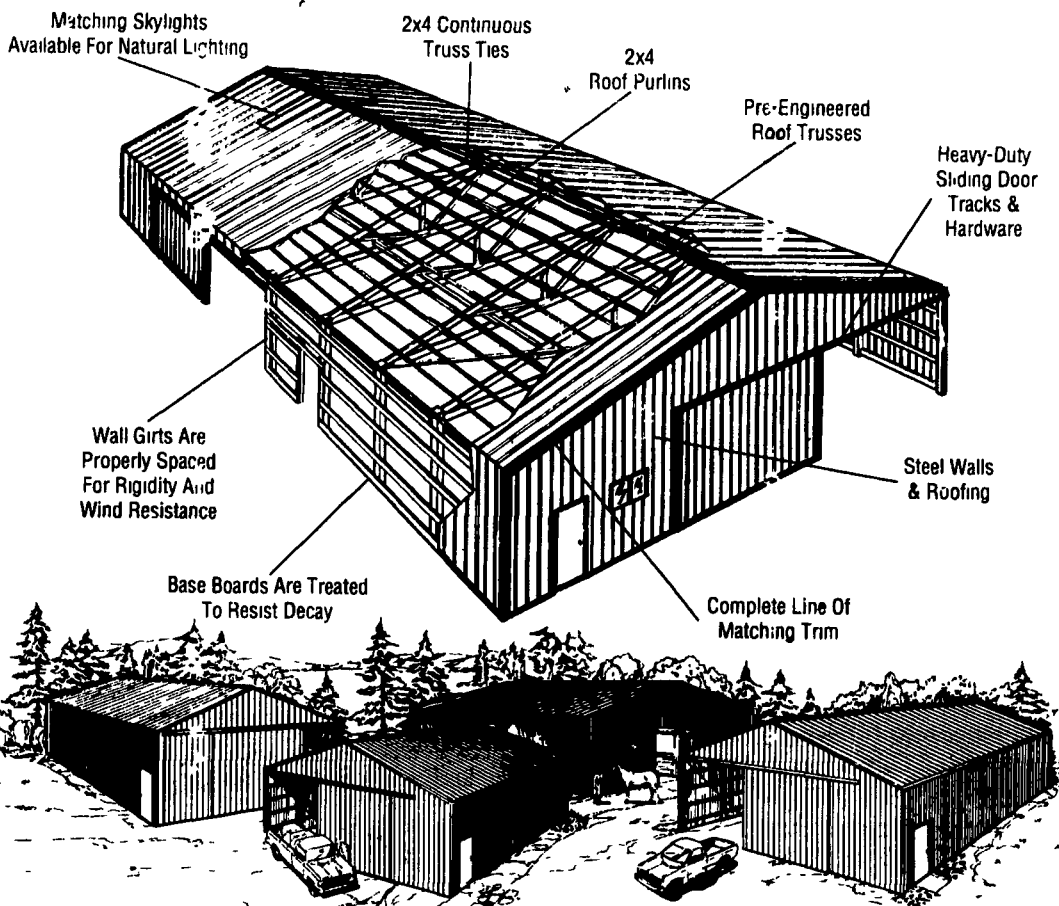 Matching Skylights
Available For Natural Lighting
2x4 Continuous
Truss Ties
2x4
Roof Purlins
Pre-Engineered
Roof Trusses
Heavy-Duty
Sliding Door
Tracks &
Hardware
Wall Girts Are
Properly Spaced
For Rigidity And
Wind Resistance
Steel Walls
& Roofing
Base Boards Are Treated
To Resist Decay
Complete Line Of
Matching Trim